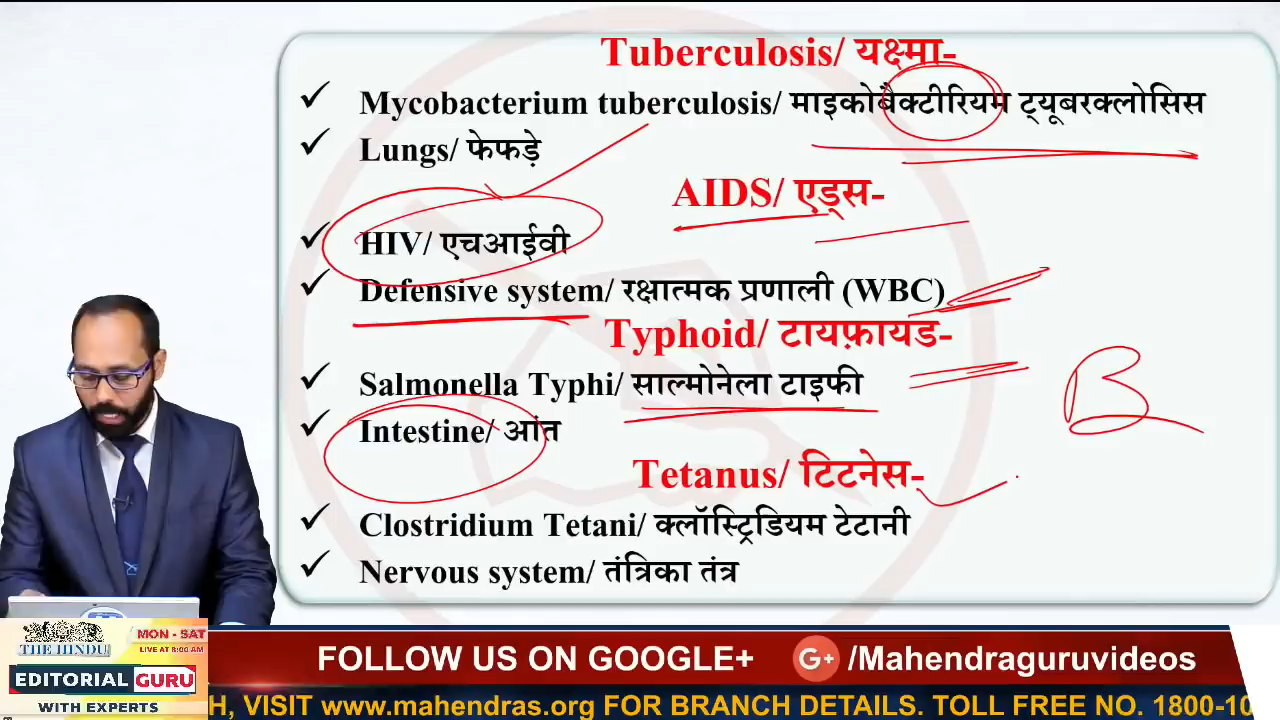 Tuberculosis/ यक्ष्मा-
✓ Mycobacterium tuberculosis/ माइकोबैक्टीरियम ट्यूबरक्लोसिस
✓ Lungs/ फेफड़े
AIDS/ एड्स-
✓ HIV/ एचआईवी
✓ Defensive system/ रक्षात्मक प्रणाली (WBC)
Typhoid/ टायफ़ायड-
✓ Salmonella Typhi/ साल्मोनेला टाइफी
B
✓ Intestine/ आंत
Tetanus/ टिटनेस-
✓ Clostridium Tetani/ क्लॉस्ट्रिडियम टेटानी
✓ Nervous system/ तंत्रिका तंत्र
THE HINDU
MON - SAT
LIVE AT 8:00 AM
EDITORIAL GURU
WITH EXPERTS
FOLLOW US ON GOOGLE+ G+ /Mahendraguruvideos
H, VISIT www.mahendras.org FOR BRANCH DETAILS. TOLL FREE NO. 1800-10